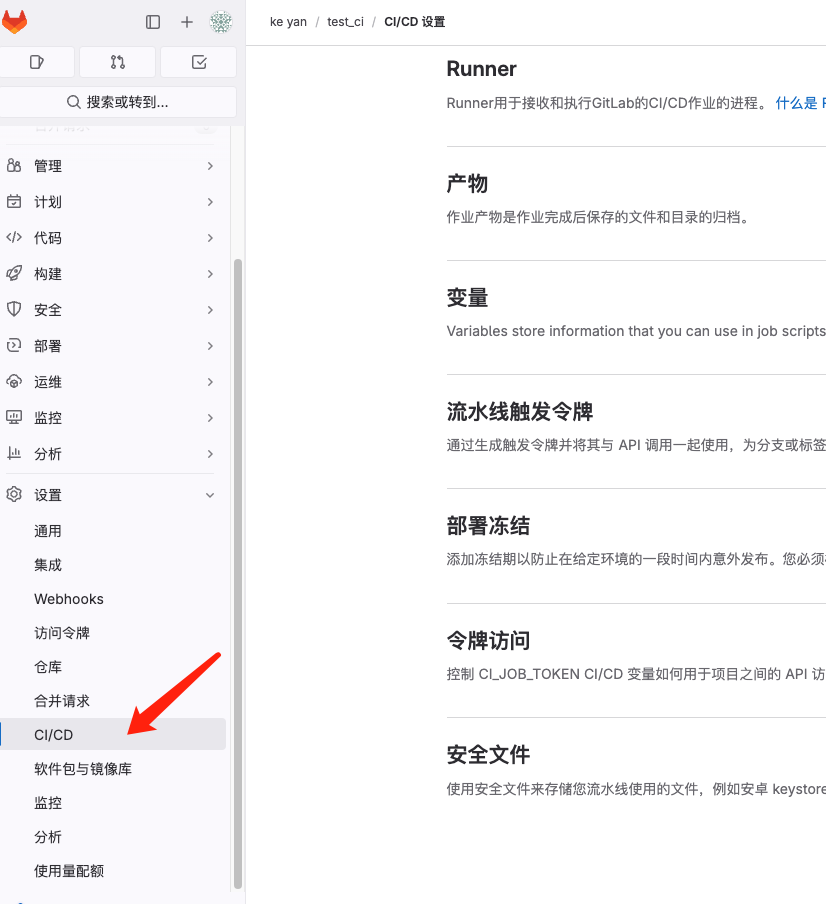 ke yan / test_ci / CI/CD 设置
搜索或转到...
管理
计划
代码
构建
安全
部署
运维
监控
分析
设置
通用
集成
Webhooks
访问令牌
仓库
合并请求
CI/CD
软件包与镜像库
监控
分析
使用量配额
Runner
Runner用于接收和执行GitLab的CI/CD作业的进程。 什么是
产物
作业产物是作业完成后保存的文件和目录的归档。
变量
Variables store information that you can use in job scripts
流水线触发令牌
通过生成触发令牌并将其与 API 调用一起使用，为分支或标签
部署冻结
添加冻结期以防止在给定环境的一段时间内意外发布。您必须
令牌访问
控制 CI_JOB_TOKEN CI/CD 变量如何用于项目之间的 API 访
安全文件
使用安全文件来存储您流水线使用的文件，例如安卓 keystore